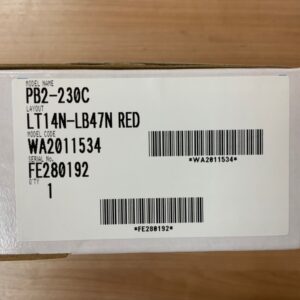 MODEL NAME
PB2-230C
LAYOUT
LT14N-LB47N RED
MODEL CODE
WA2011534
SERIAL No.
FE280192
Q'TY
1
*WA2011534*
*FE280192*